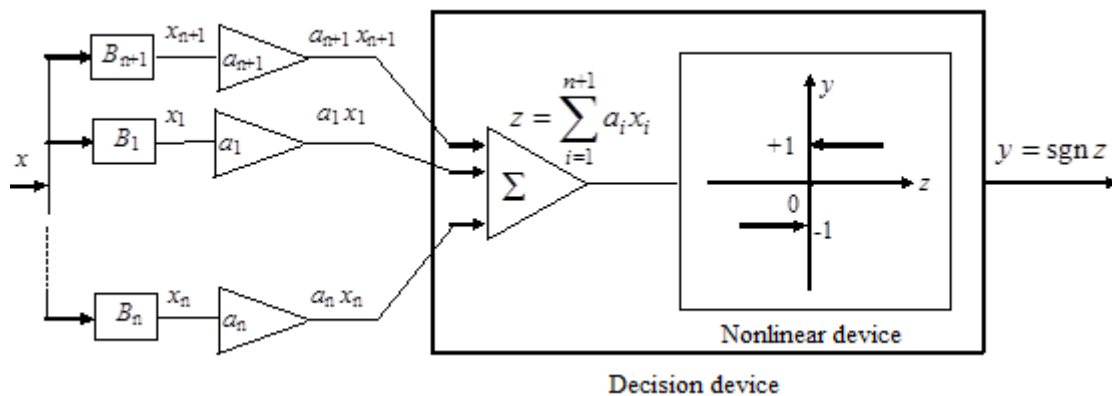 x
B_{n+1} x_{n+1} a_{n+1} a_{n+1} x_{n+1}
B_1 x_1 a_1 a_1 x_1
B_n x_n a_n a_n x_n
z = \sum_{i=1}^{n+1} a_i x_i
Σ
y
+1
z
0
-1
Nonlinear device
y = sgn z
Decision device